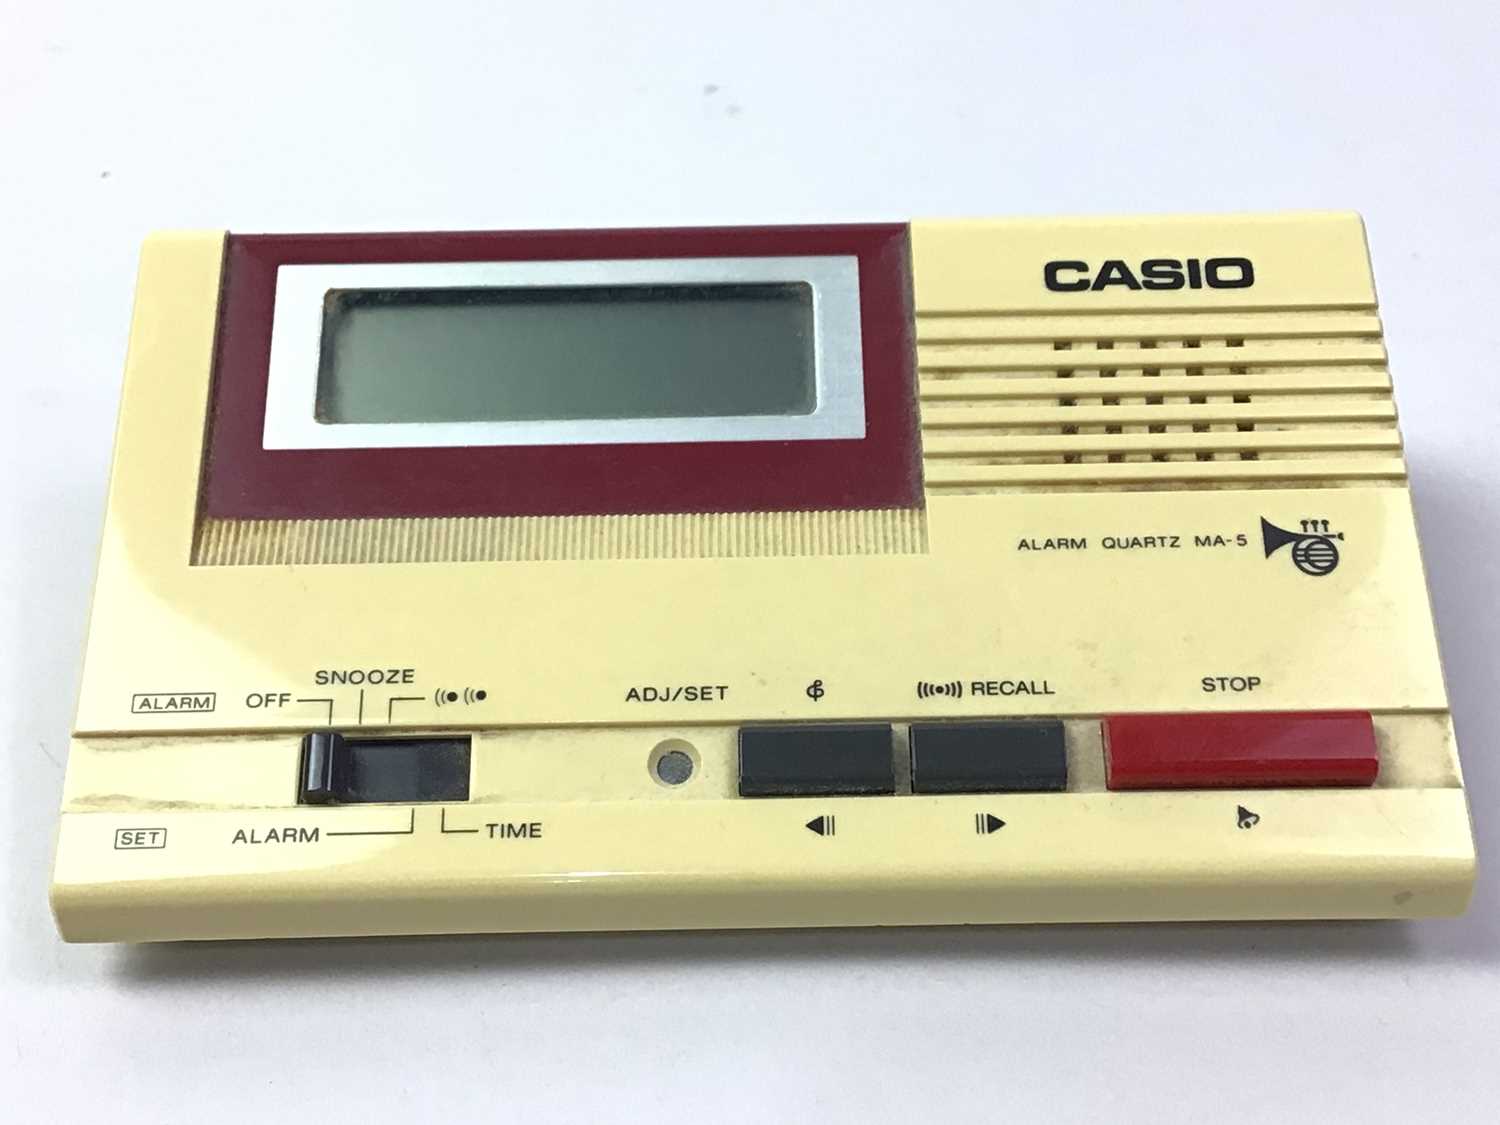 CASIO
ALARM QUARTZ MA-5
SNOOZE
ALARM OFF
ADJ/SET
RECALL
STOP
SET ALARM
TIME